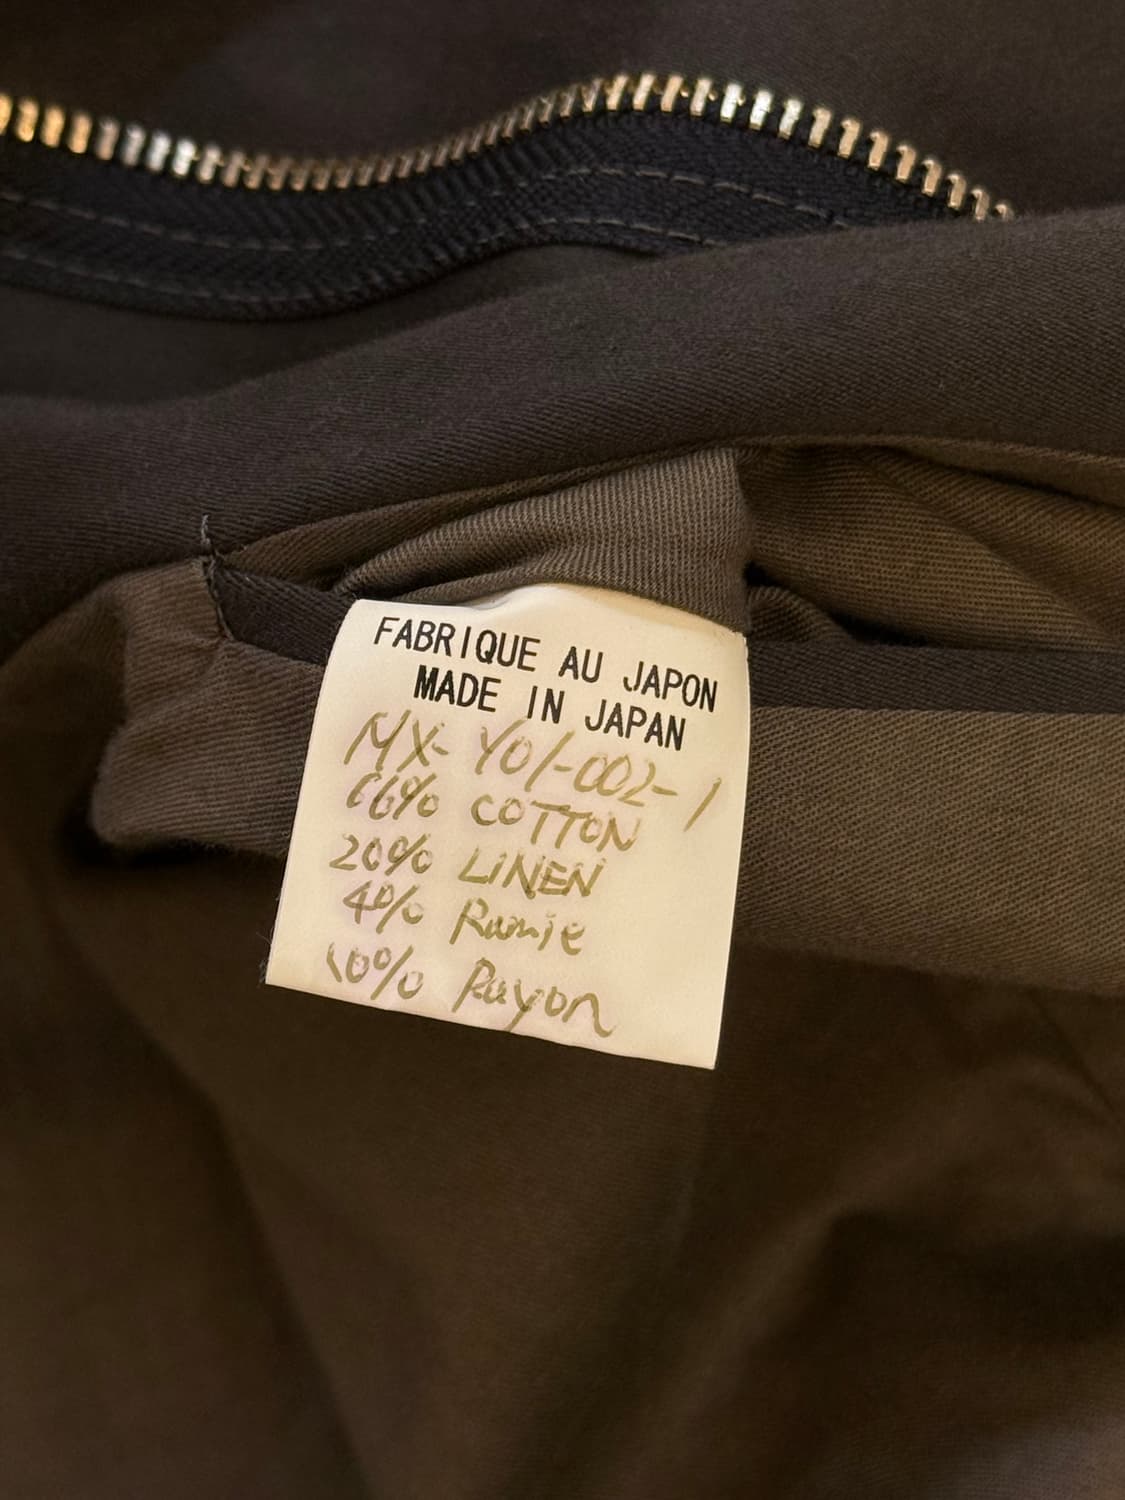 FABRIQUE AU JAPON
MADE IN JAPAN
MX-Y01-002-1
66% COTTON
20% LINEN
4% Ramie
10% Rayon